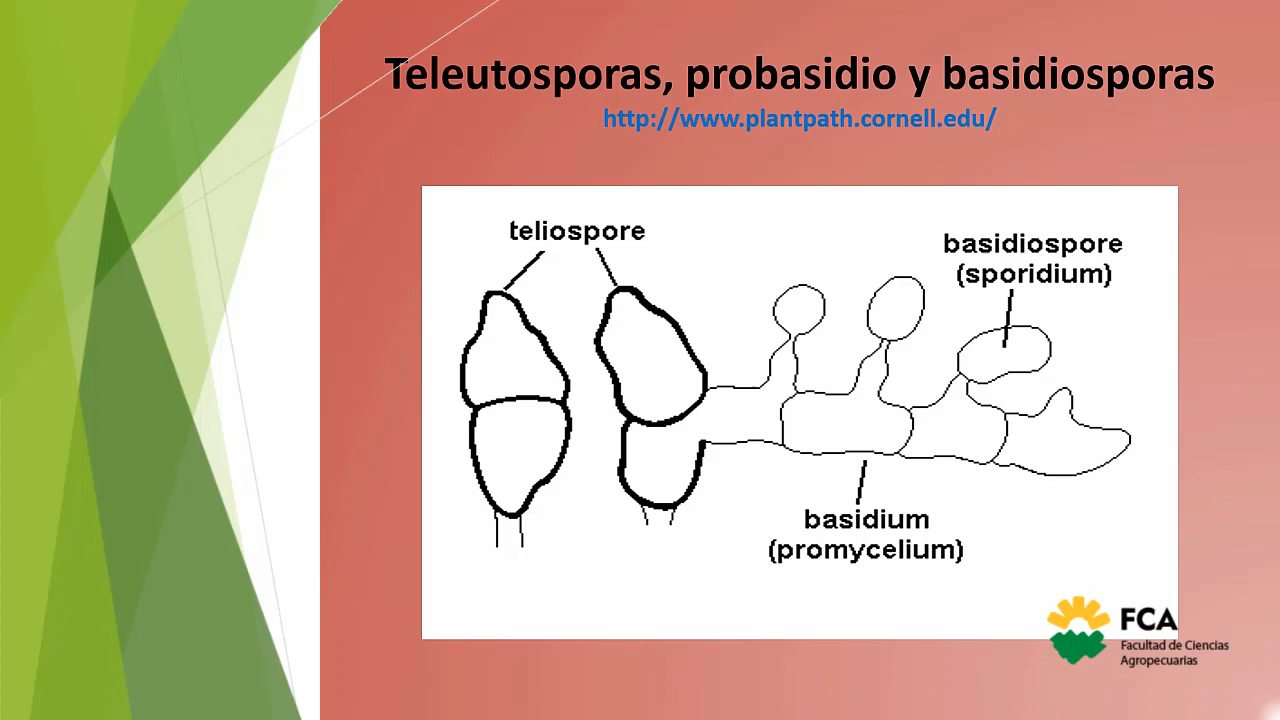 Teleutosporas, probasidio y basidiosporas
http://www.plantpath.cornell.edu/
teliospore
basidiospore
(sporidium)
basidium
(promycelium)
FCA
Facultad de Ciencias
Agropecuarias